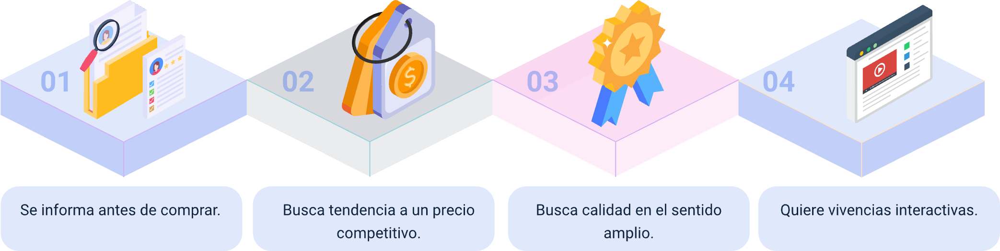 01
02
03
04
$
Se informa antes de comprar.
Busca tendencia a un precio
competitivo.
Busca calidad en el sentido
amplio.
Quiere vivencias interactivas.